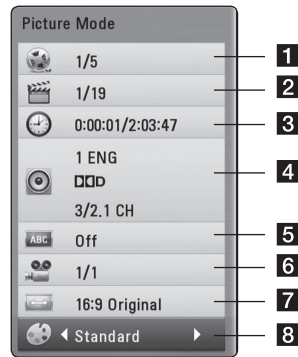 Picture Mode
1/5 1
1/19 2
0:00:01/2:03:47 3
1 ENG
D 4
3/2.1 CH
ABC Off 5
1/1 6
16:9 Original 7
Standard 8